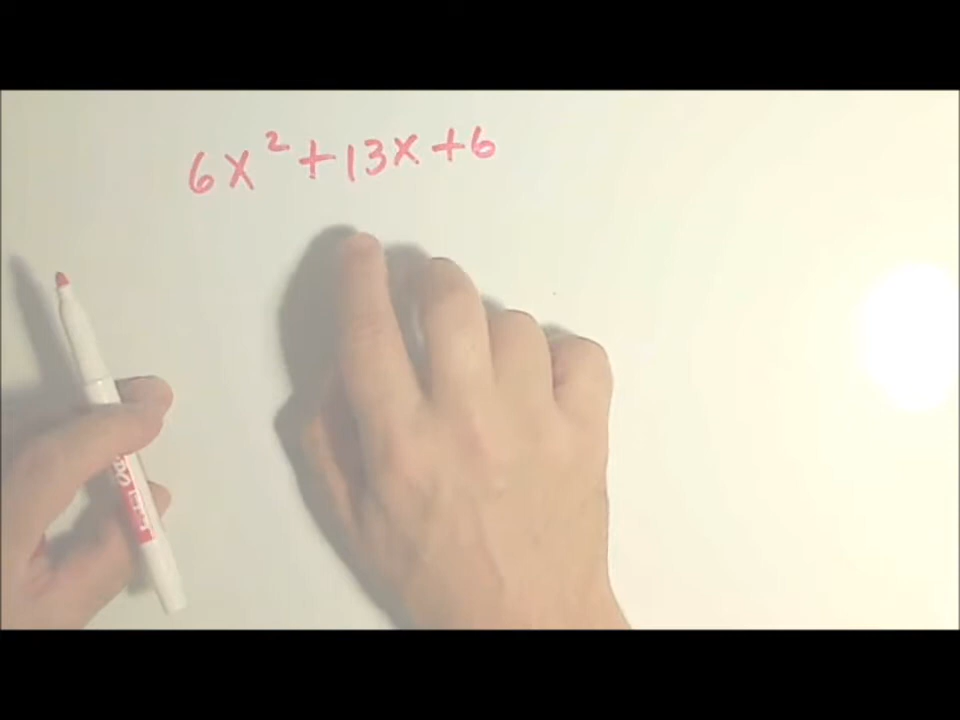 6x² + 13x + 6